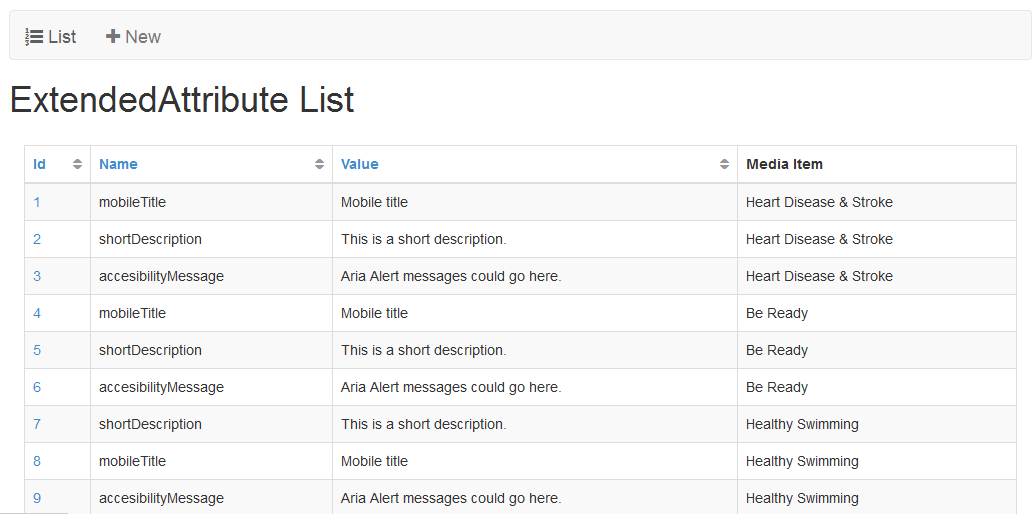 List New
ExtendedAttribute List
Id Name Value Media Item
1 mobileTitle Mobile title Heart Disease & Stroke
2 shortDescription This is a short description. Heart Disease & Stroke
3 accesibilityMessage Aria Alert messages could go here. Heart Disease & Stroke
4 mobileTitle Mobile title Be Ready
5 shortDescription This is a short description. Be Ready
6 accesibilityMessage Aria Alert messages could go here. Be Ready
7 shortDescription This is a short description. Healthy Swimming
8 mobileTitle Mobile title Healthy Swimming
9 accesibilityMessage Aria Alert messages could go here. Healthy Swimming